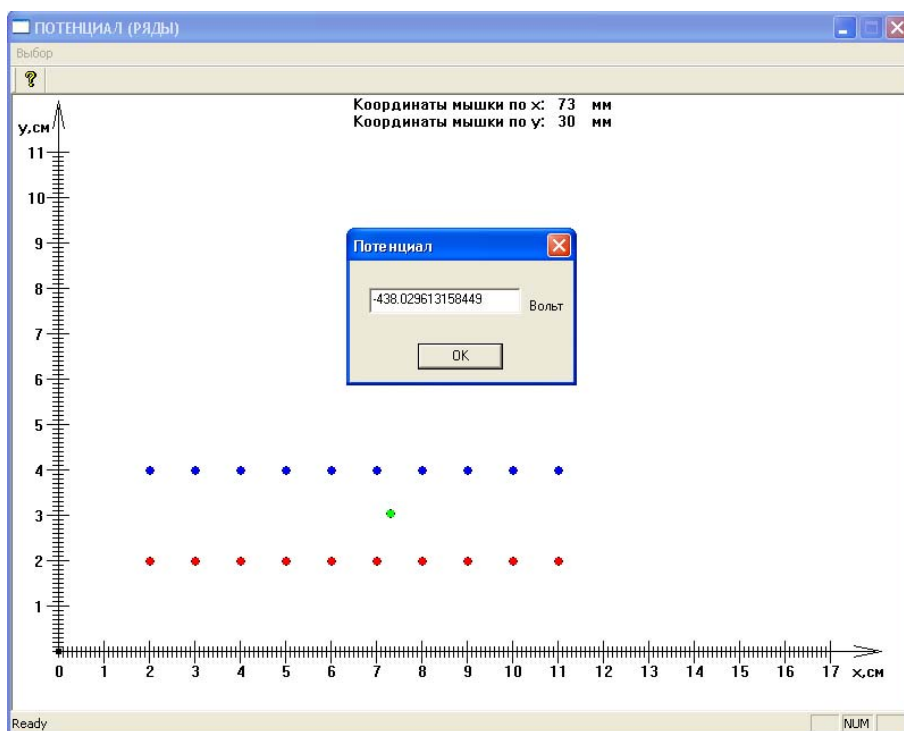 ПОТЕНЦИАЛ (РЯДЫ)
Выбор
Координаты мышки по x: 73 мм
Координаты мышки по y: 30 мм
y,см
11
10
9
8
7
6
5
4
3
2
1
Потенциал
-438.029613158449 Вольт
OK
0 1 2 3 4 5 6 7 8 9 10 11 12 13 14 15 16 17 x,см
Ready NUM